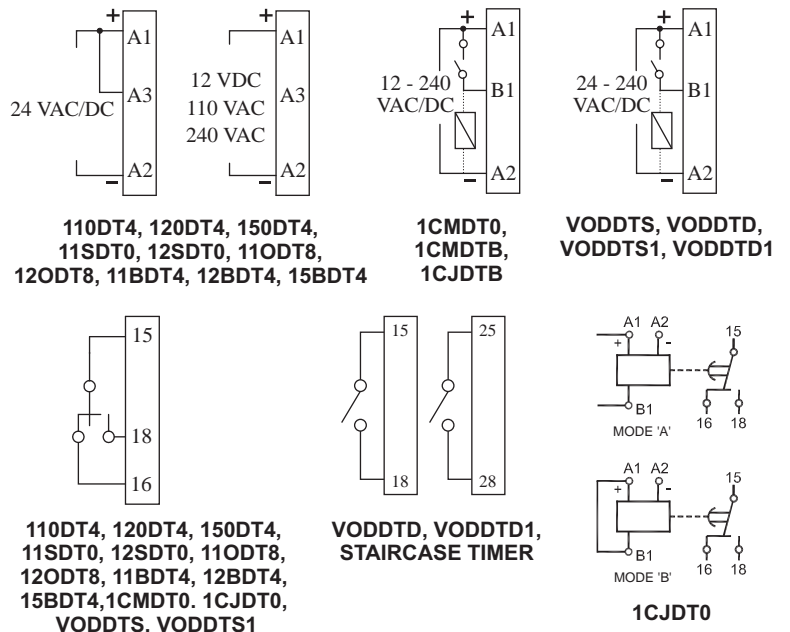 +
A1
A3
24 VAC/DC
A2
–
+
A1
12 VDC
A3
110 VAC
240 VAC
A2
–
+
A1
12 - 240
VAC/DC
B1
A2
–
+
A1
24 - 240
VAC/DC
B1
A2
–
110DT4, 120DT4, 150DT4,
11SDT0, 12SDT0, 11ODT8,
12ODT8, 11BDT4, 12BDT4, 15BDT4
1CMDT0,
1CMDTB,
1CJDTB
VODDTS, VODDTD,
VODDTS1, VODDTD1
15
18
16
15
18
25
28
A1 A2
+ -
15
B1
16 18
MODE 'A'
A1 A2
+ -
15
B1
16 18
MODE 'B'
110DT4, 120DT4, 150DT4,
11SDT0, 12SDT0, 11ODT8,
12ODT8, 11BDT4, 12BDT4,
15BDT4,1CMDT0. 1CJDT0,
VODDTS, VODDTS1
VODDTD, VODDTD1,
STAIRCASE TIMER
1CJDT0